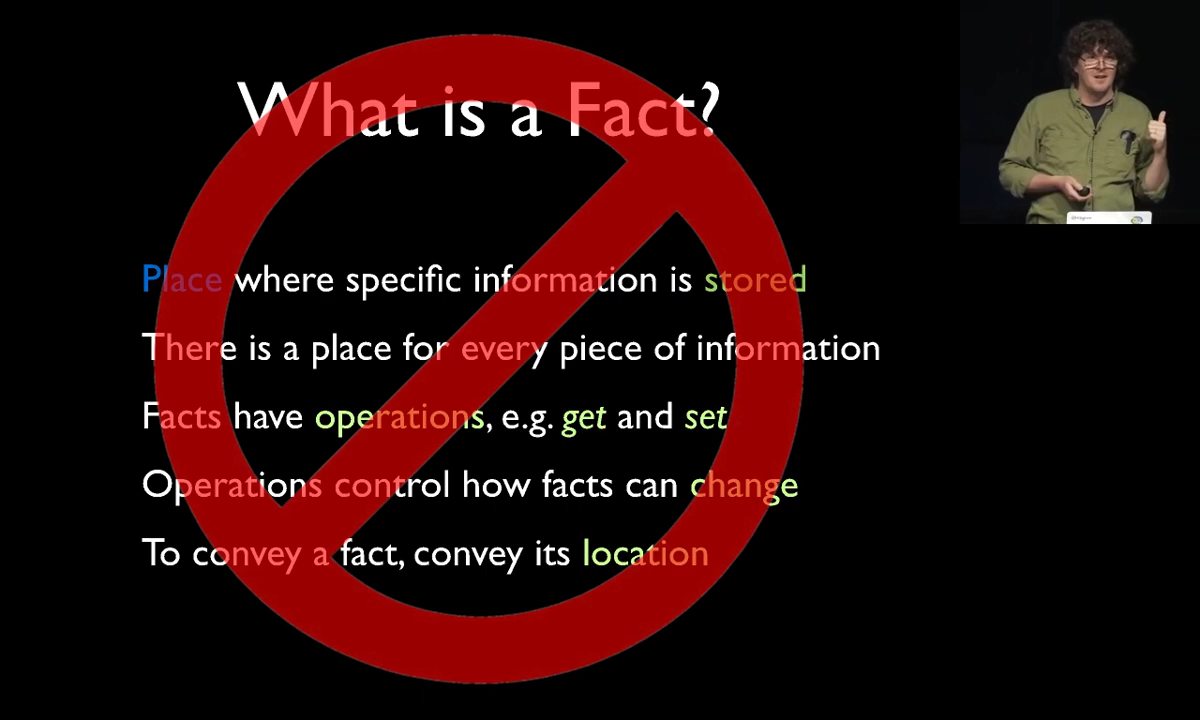 What is a Fact?
Place where specific information is stored
There is a place for every piece of information
Facts have operations, e.g. get and set
Operations control how facts can change
To convey a fact, convey its location